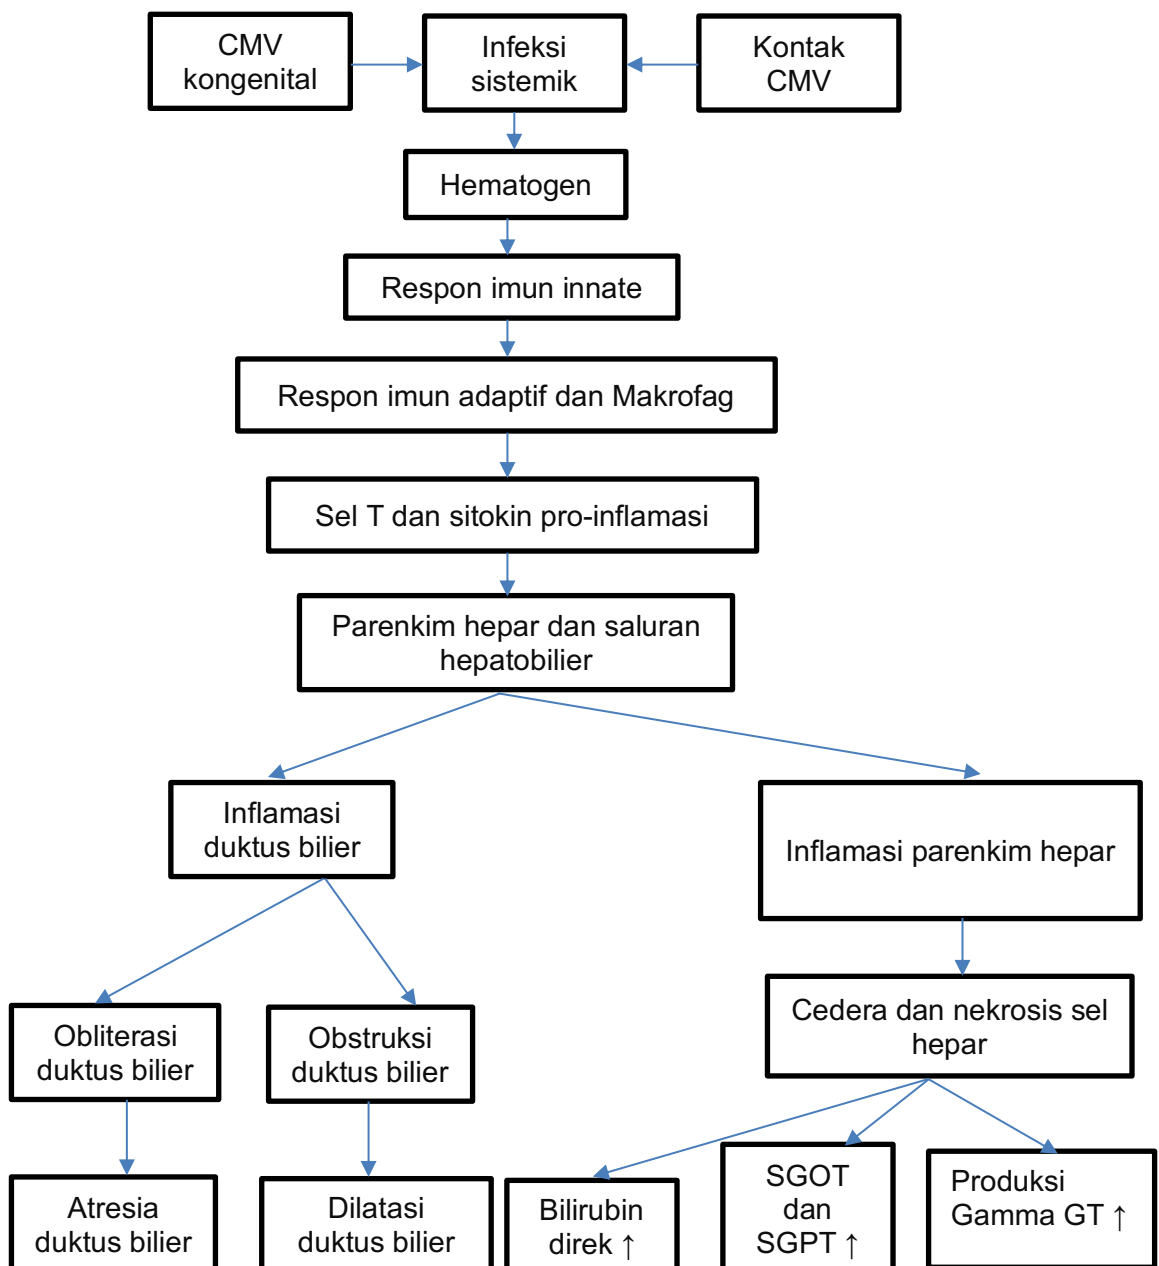 CMV
kongenital
Infeksi
sistemik
Kontak
CMV
Hematogen
Respon imun innate
Respon imun adaptif dan Makrofag
Sel T dan sitokin pro-inflamasi
Parenkim hepar dan saluran
hepatobilier
Inflamasi
duktus bilier
Inflamasi parenkim hepar
Obliterasi
duktus bilier
Obstruksi
duktus bilier
Cedera dan nekrosis sel
hepar
Atresia
duktus bilier
Dilatasi
duktus bilier
Bilirubin
direk ↑
SGOT
dan
SGPT ↑
Produksi
Gamma GT ↑